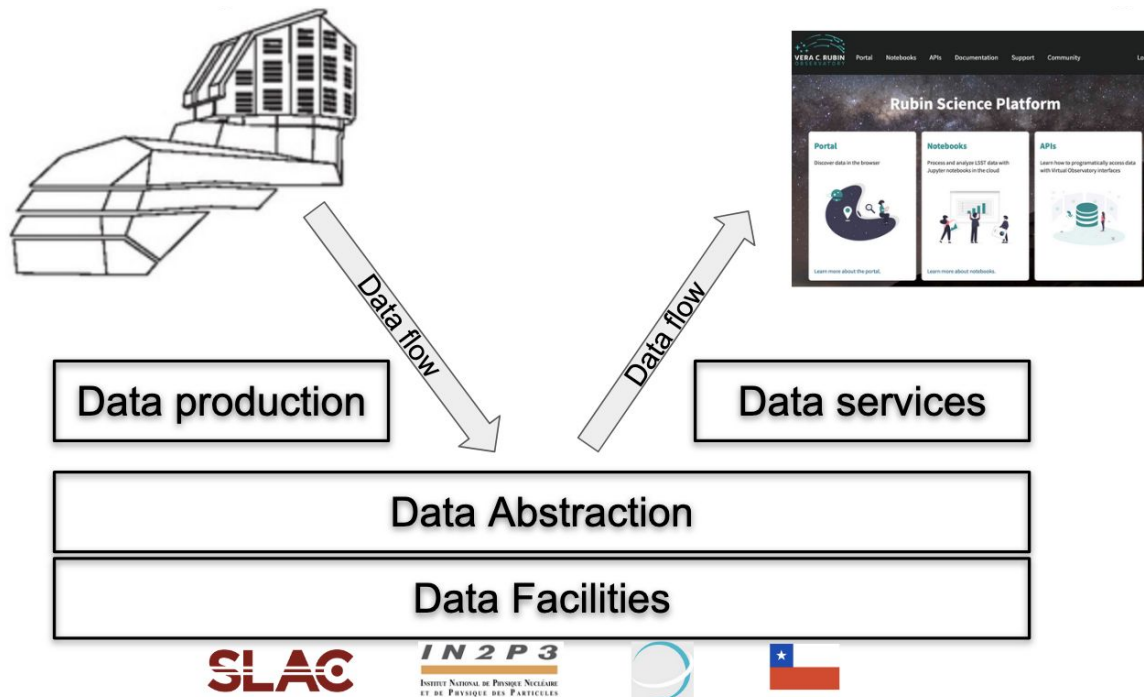 VERA C. RUBIN
OBSERVATORY
Portal Notebooks APIs Documentation Support Community Lo
Rubin Science Platform
Portal
Discover data in the browser
Learn more about the portal.
Notebooks
Process and analyze LSST data with
Jupyter notebooks in the cloud
Learn more about notebooks.
APIs
Learn how to programatically access data
with Virtual Observatory interfaces
Data flow
Data flow
Data production
Data services
Data Abstraction
Data Facilities
SLAC
IN2P3
INSTITUT NATIONAL DE PHYSIQUE NUCLÉAIRE
ET DE PHYSIQUE DES PARTICULES